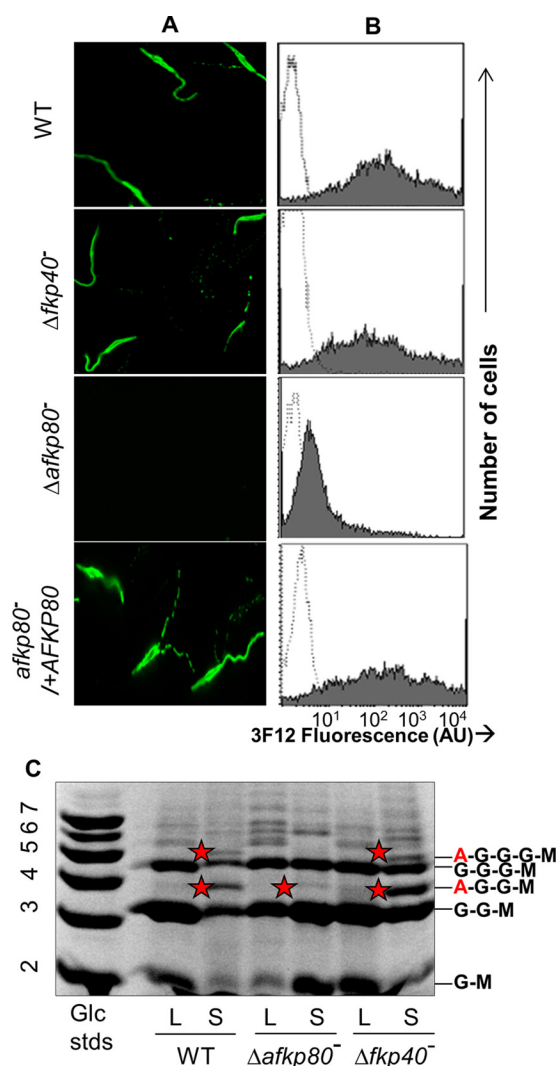 A B
WT
Δfkp40-
Δafkp80-
afkp80-
/+AFKP80
Number of cells
10¹ 10² 10³ 10⁴
3F12 Fluorescence (AU)→
C
7
6
5
4
3
2
A-G-G-G-M
G-G-G-M
A-G-G-M
G-G-M
G-M
Glc
stds
L S L S L S
WT Δafkp80- Δfkp40-